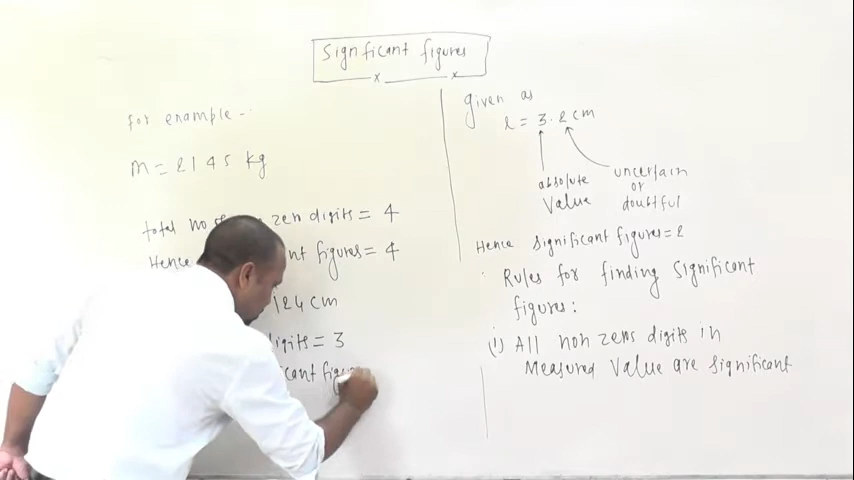 Significant figures
for example -:
m = 2145 kg
total no zero digits = 4
Hence figures = 4
124 cm
digits = 3
given as
l = 3.2 cm
absolute Value
uncertain or doubtful
Hence significant figures = 2
Rules for finding Significant
figures:
(i) All non zeros digits in
Measured Value are significant